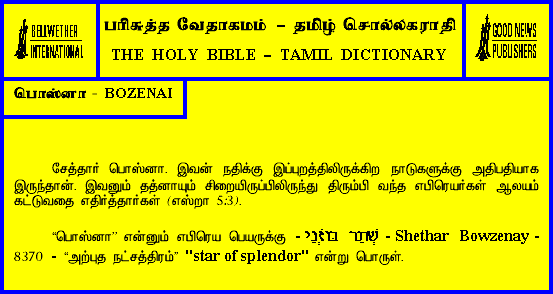 BELLWETHER
INTERNATIONAL
பரிசுத்த வேதாகமம் – தமிழ் சொல்லகராதி
THE HOLY BIBLE – TAMIL DICTIONARY
GOOD NEWS
PUBLISHERS
பொஸ்னா - BOZENAI
சேத்தார் பொஸ்னா. இவன் நதிக்கு இப்புறத்திலிருக்கிற நாடுகளுக்கு அதிபதியாக
இருந்தான். இவனும் தத்னாயும் சிறையிருப்பிலிருந்து திரும்பி வந்த எபிரெயர்கள் ஆலயம்
கட்டுவதை எதிர்த்தார்கள் (எஸ்றா 5:3).
“பொஸ்னா” என்னும் எபிரெய பெயருக்கு - שְׁתַר בּוֹזְנַי - Shethar Bowzenay -
8370 - “அற்புத நட்சத்திரம்” "star of splendor" என்று பொருள்.